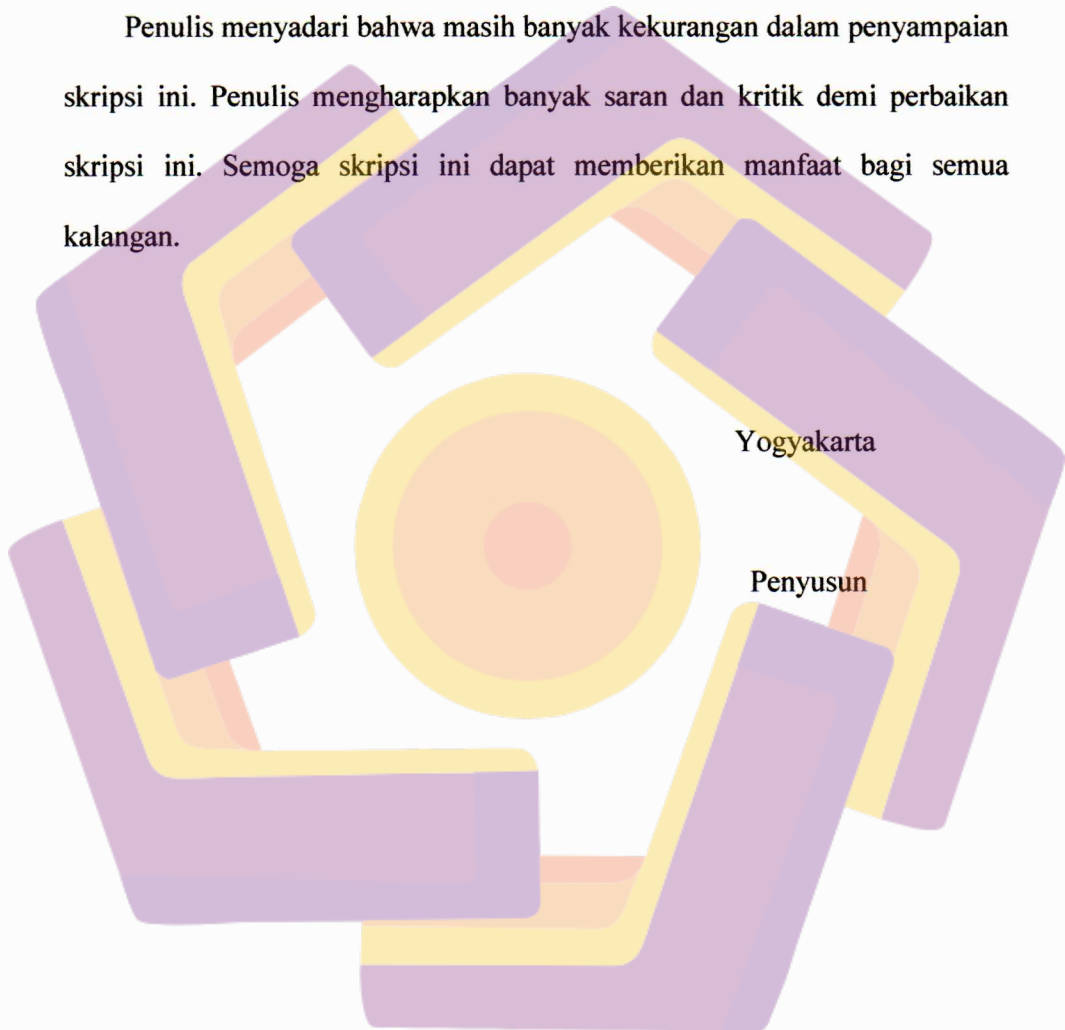 Penulis menyadari bahwa masih banyak kekurangan dalam penyampaian
skripsi ini. Penulis mengharapkan banyak saran dan kritik demi perbaikan
skripsi ini. Semoga skripsi ini dapat memberikan manfaat bagi semua
kalangan.
Yogyakarta
Penyusun